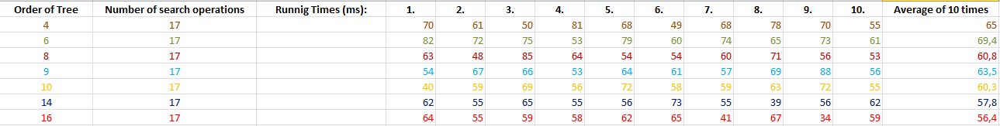 Order of Tree Number of search operations Runnig Times (ms): 1. 2. 3. 4. 5. 6. 7. 8. 9. 10. Average of 10 times
4 17 70 61 50 81 68 49 68 78 70 55 65
6 17 82 72 75 53 79 60 74 65 73 61 69,4
8 17 63 48 85 64 54 54 60 71 56 53 60,8
9 17 54 67 66 53 64 61 57 69 88 56 63,5
10 17 40 59 69 56 72 58 59 63 72 55 60,3
14 17 62 55 65 55 56 73 55 39 56 62 57,8
16 17 64 55 59 58 62 65 41 67 34 59 56,4